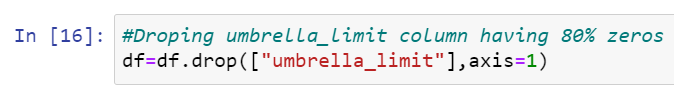 In [16]: #Droping umbrella_limit column having 80% zeros
df=df.drop(["umbrella_limit"],axis=1)